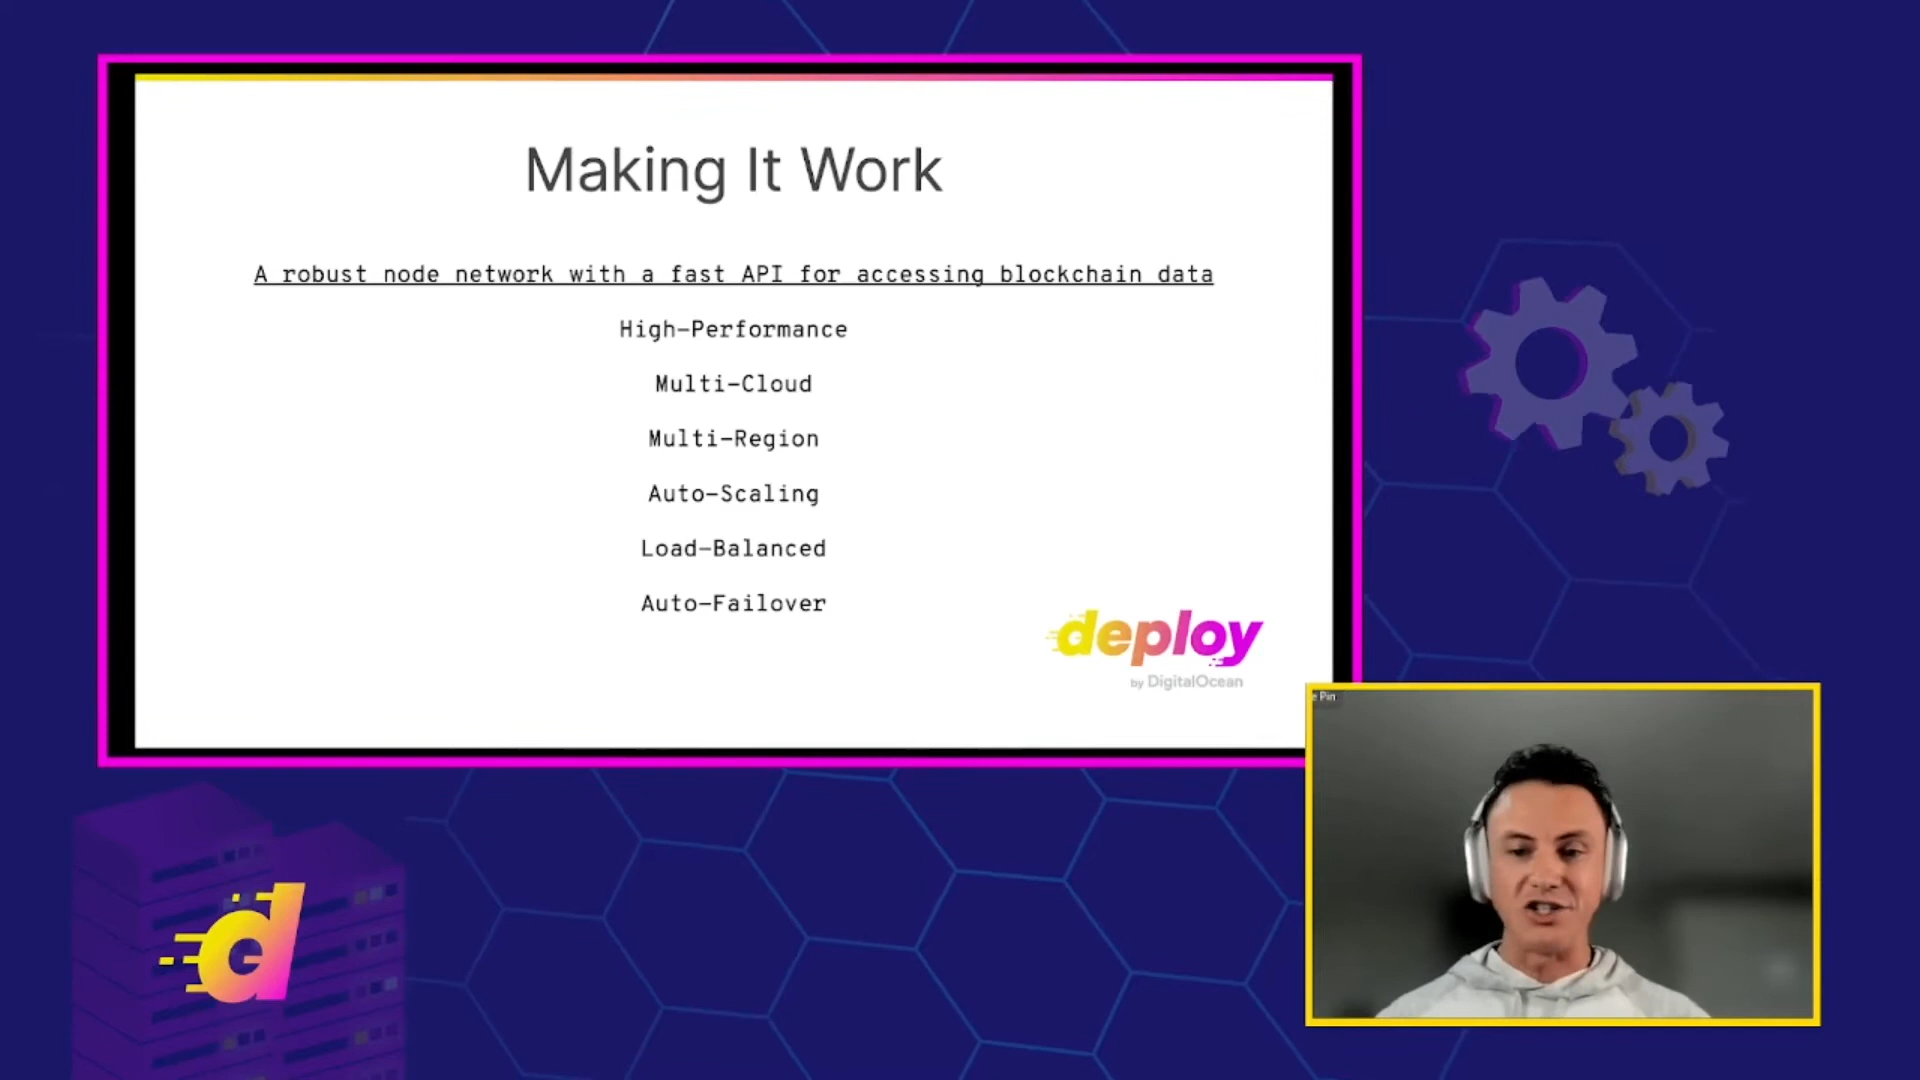 Making It Work
A robust node network with a fast API for accessing blockchain data
High-Performance
Multi-Cloud
Multi-Region
Auto-Scaling
Load-Balanced
Auto-Failover
deploy
by DigitalOcean
e Pin
d